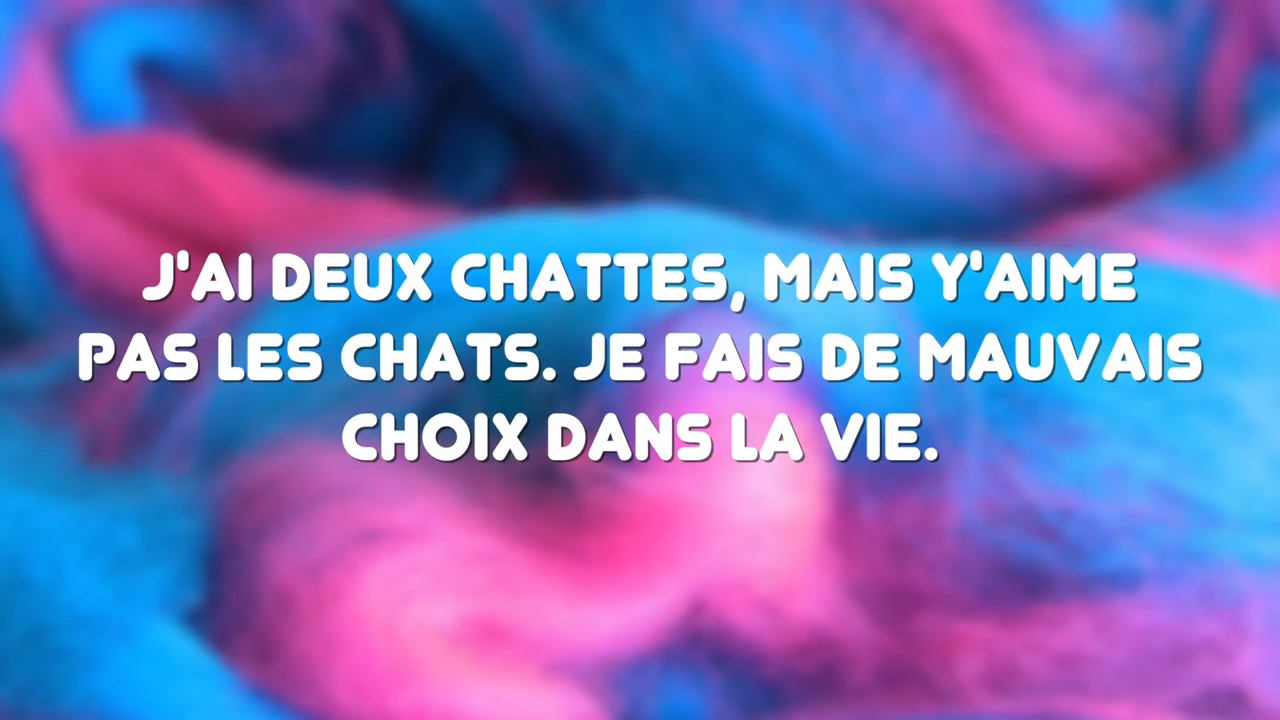 J'AI DEUX CHATTES, MAIS Y'AIME
PAS LES CHATS. JE FAIS DE MAUVAIS
CHOIX DANS LA VIE.